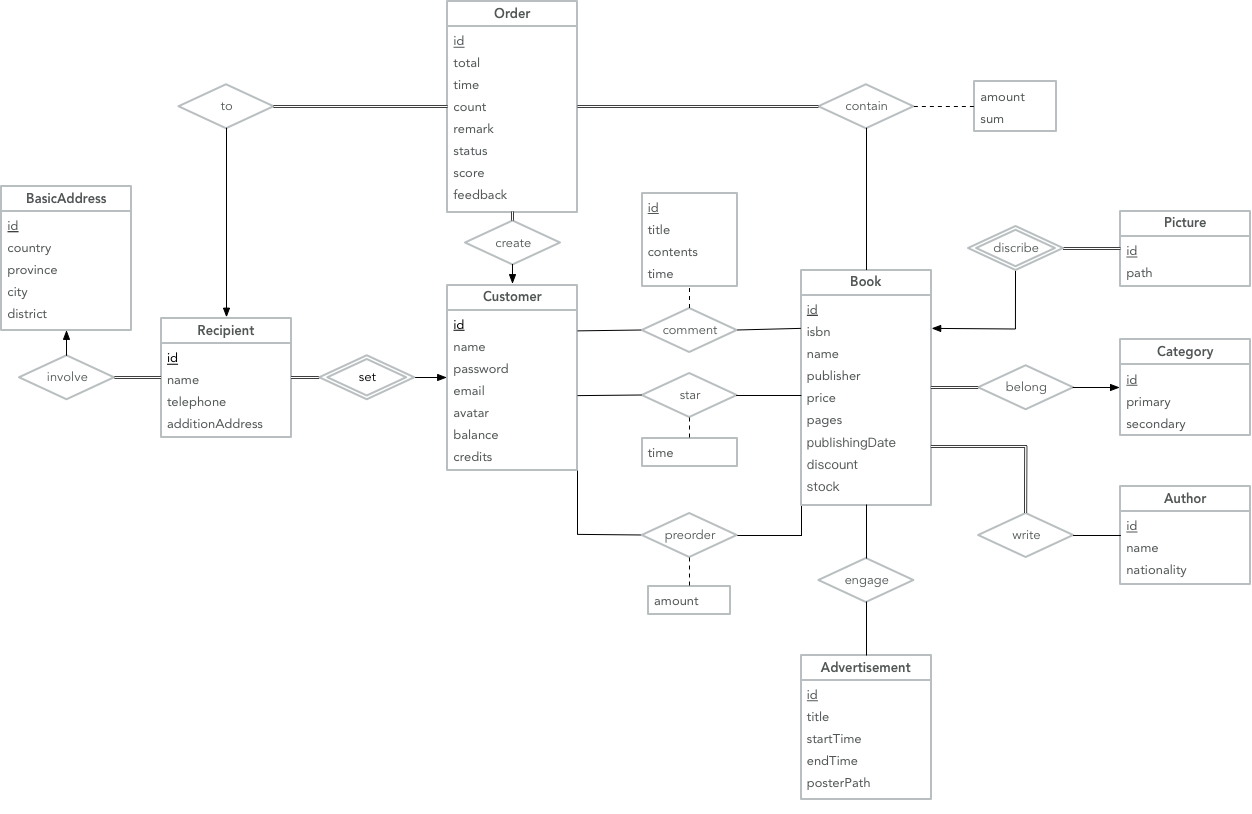 Order
id
total
time
count
remark
status
score
feedback
to
contain
amount
sum
BasicAddress
id
country
province
city
district
create
id
title
contents
time
discribe
Picture
id
path
Customer
id
name
password
email
avatar
balance
credits
Book
id
isbn
name
publisher
price
pages
publishingDate
discount
stock
Recipient
id
name
telephone
additionAddress
comment
involve
set
star
time
belong
Category
id
primary
secondary
preorder
amount
write
Author
id
name
nationality
engage
Advertisement
id
title
startTime
endTime
posterPath